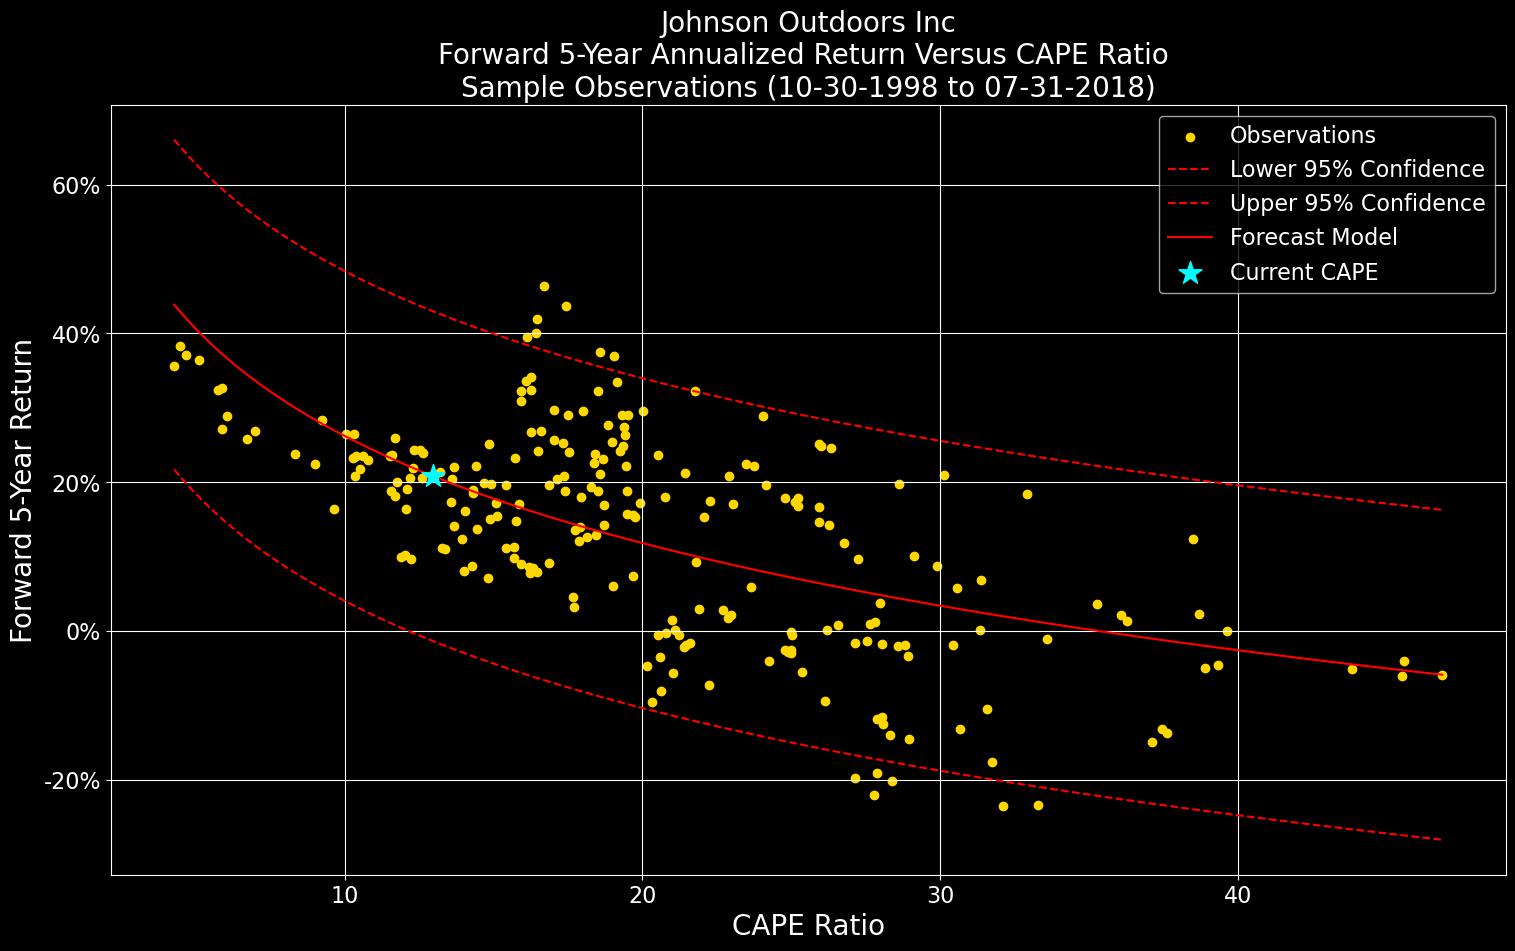 Johnson Outdoors Inc
Forward 5-Year Annualized Return Versus CAPE Ratio
Sample Observations (10-30-1998 to 07-31-2018)
Observations
Lower 95% Confidence
Upper 95% Confidence
Forecast Model
Current CAPE
Forward 5-Year Return
60%
40%
20%
0%
-20%
10
20
30
40
CAPE Ratio